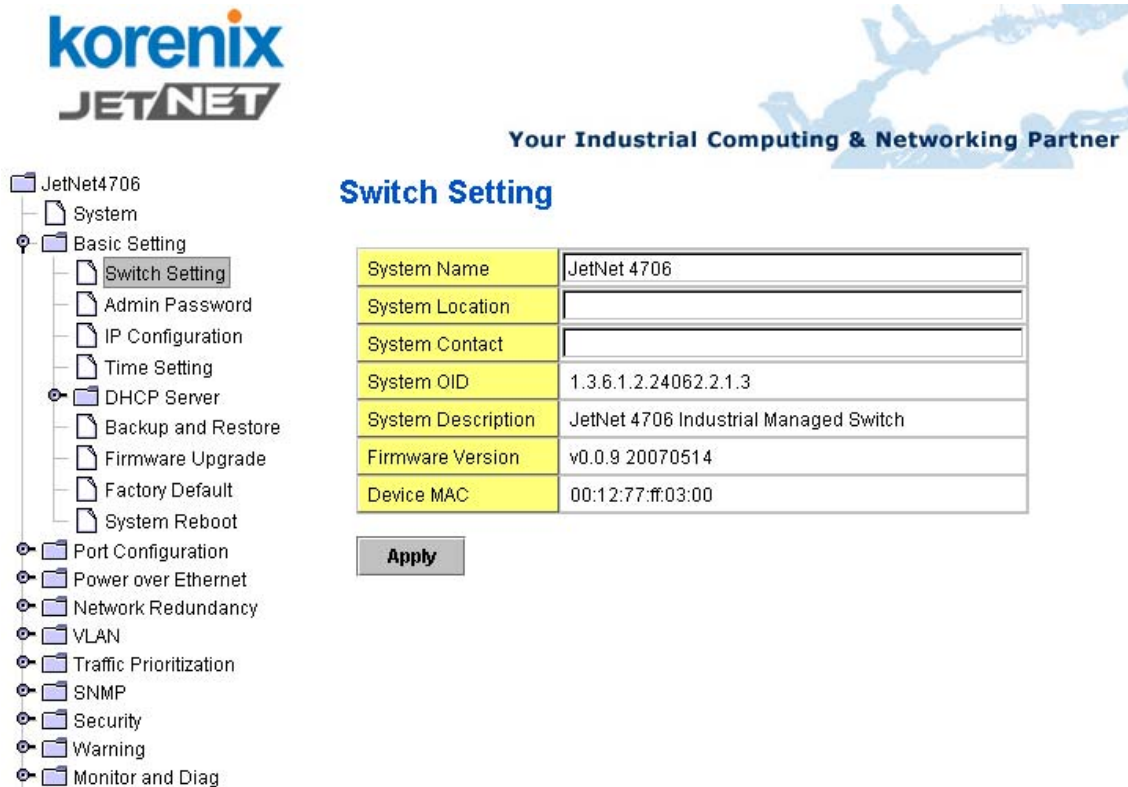 korenix
JETNET
Your Industrial Computing & Networking Partner
JetNet4706
System
Basic Setting
Switch Setting
Admin Password
IP Configuration
Time Setting
DHCP Server
Backup and Restore
Firmware Upgrade
Factory Default
System Reboot
Port Configuration
Power over Ethernet
Network Redundancy
VLAN
Traffic Prioritization
SNMP
Security
Warning
Monitor and Diag
Switch Setting
System Name JetNet 4706
System Location
System Contact
System OID 1.3.6.1.2.24062.2.1.3
System Description JetNet 4706 Industrial Managed Switch
Firmware Version v0.0.9 20070514
Device MAC 00:12:77:ff:03:00
Apply